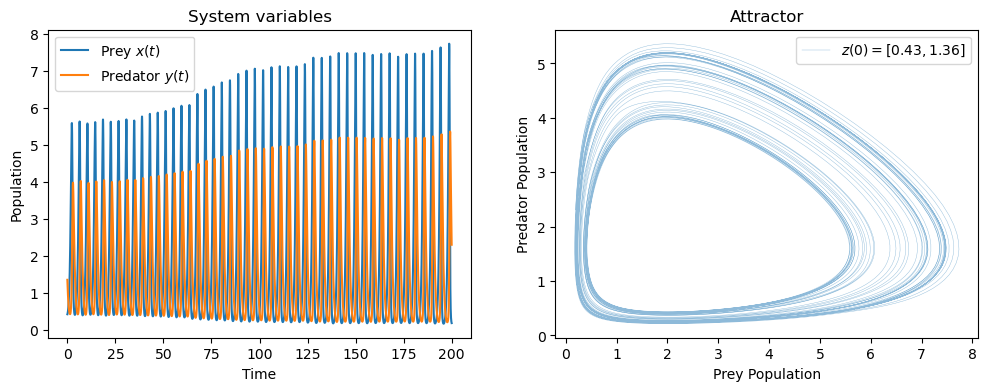 System variables
Prey x(t)
Predator y(t)
Population
8
7
6
5
4
3
2
1
0
0 25 50 75 100 125 150 175 200
Time
Attractor
z(0) = [0.43, 1.36]
Predator Population
5
4
3
2
1
0
0 1 2 3 4 5 6 7 8
Prey Population